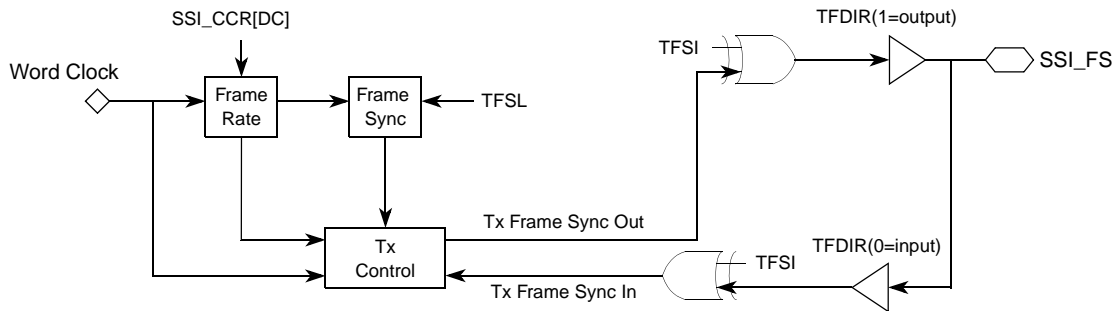 SSI_CCR[DC]
TFDIR(1=output)
TFSI
Word Clock
SSI_FS
Frame
Rate
Frame
Sync
TFSL
Tx Frame Sync Out
Tx
Control
TFDIR(0=input)
TFSI
Tx Frame Sync In